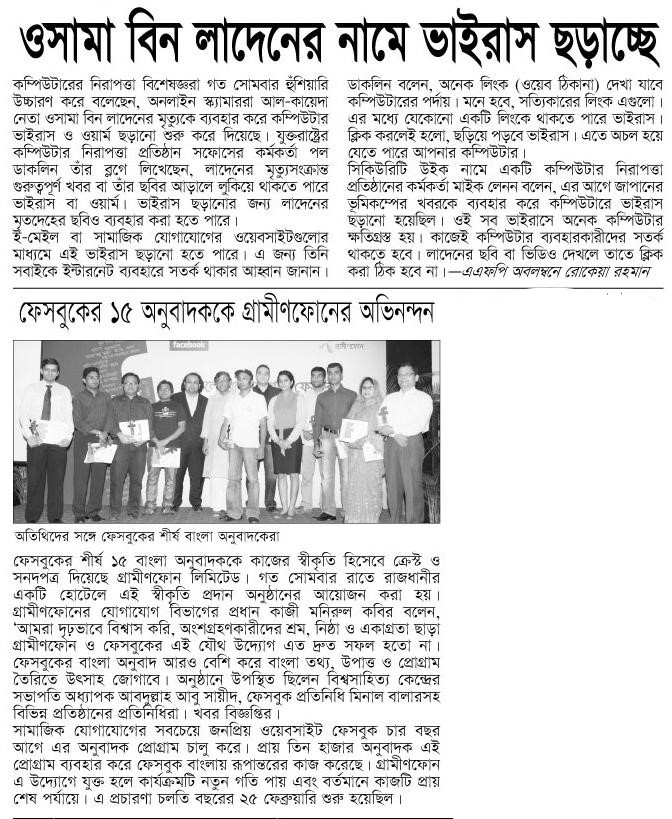 ওসামা বিন লাদেনের নামে ভাইরাস ছড়াচ্ছে
কম্পিউটারের নিরাপত্তা বিশেষজ্ঞরা গত সোমবার হুঁশিয়ারি
উচ্চারণ করে বলেছেন, অনলাইন স্ক্যামাররা আল-কায়েদা
নেতা ওসামা বিন লাদেনের মৃত্যুকে ব্যবহার করে কম্পিউটার
ভাইরাস ও ওয়ার্ম ছড়ানো শুরু করে দিয়েছে। যুক্তরাষ্ট্রের
কম্পিউটার নিরাপত্তা প্রতিষ্ঠান সফোসের কর্মকর্তা পল
ডাকলিন তাঁর ব্লগে লিখেছেন, লাদেনের মৃত্যুসংক্রান্ত
গুরুত্বপূর্ণ খবর বা তাঁর ছবির আড়ালে লুকিয়ে থাকতে পারে
ভাইরাস বা ওয়ার্ম। ভাইরাস ছড়ানোর জন্য লাদেনের
মৃতদেহের ছবিও ব্যবহার করা হতে পারে।
ই-মেইল বা সামাজিক যোগাযোগের ওয়েবসাইটগুলোর
মাধ্যমে এই ভাইরাস ছড়ানো হতে পারে। এ জন্য তিনি
সবাইকে ইন্টারনেট ব্যবহারে সতর্ক থাকার আহ্বান জানান।
ডাকলিন বলেন, অনেক লিংক (ওয়েব ঠিকানা) দেখা যাবে
কম্পিউটারের পর্দায়। মনে হবে, সত্যিকারের লিংক এগুলো।
এর মধ্যে যেকোনো একটি লিংকে থাকতে পারে ভাইরাস।
ক্লিক করলেই হলো, ছড়িয়ে পড়বে ভাইরাস। এতে অচল হয়ে
যেতে পারে আপনার কম্পিউটার।
সিকিউরিটি উইক নামে একটি কম্পিউটার নিরাপত্তা
প্রতিষ্ঠানের কর্মকর্তা মাইক লেনন বলেন, এর আগে জাপানের
ভূমিকম্পের খবরকে ব্যবহার করে কম্পিউটারে ভাইরাস
ছড়ানো হয়েছিল। ওই সব ভাইরাসে অনেক কম্পিউটার
ক্ষতিগ্রস্ত হয়। কাজেই কম্পিউটার ব্যবহারকারীদের সতর্ক
থাকতে হবে। লাদেনের ছবি বা ভিডিও দেখলে তাতে ক্লিক
করা ঠিক হবে না।—এএফপি অবলম্বনে রোকেয়া রহমান
ফেসবুকের ১৫ অনুবাদককে গ্রামীণফোনের অভিনন্দন
facebook
গ্রামীণফোন
অতিথিদের সঙ্গে ফেসবুকের শীর্ষ বাংলা অনুবাদকেরা
ফেসবুকের শীর্ষ ১৫ বাংলা অনুবাদককে কাজের স্বীকৃতি হিসেবে ক্রেস্ট ও
সনদপত্র দিয়েছে গ্রামীণফোন লিমিটেড। গত সোমবার রাতে রাজধানীর
একটি হোটেলে এই স্বীকৃতি প্রদান অনুষ্ঠানের আয়োজন করা হয়।
গ্রামীণফোনের যোগাযোগ বিভাগের প্রধান কাজী মনিরুল কবির বলেন,
'আমরা দৃঢ়ভাবে বিশ্বাস করি, অংশগ্রহণকারীদের শ্রম, নিষ্ঠা ও একাগ্রতা ছাড়া
গ্রামীণফোন ও ফেসবুকের এই যৌথ উদ্যোগ এত দ্রুত সফল হতো না।
ফেসবুকের বাংলা অনুবাদ আরও বেশি করে বাংলা তথ্য, উপাত্ত ও প্রোগ্রাম
তৈরিতে উৎসাহ জোগাবে। অনুষ্ঠানে উপস্থিত ছিলেন বিশ্বসাহিত্য কেন্দ্রের
সভাপতি অধ্যাপক আবদুল্লাহ আবু সায়ীদ, ফেসবুক প্রতিনিধি মিনাল বালারসহ
বিভিন্ন প্রতিষ্ঠানের প্রতিনিধিরা। খবর বিজ্ঞপ্তির।
সামাজিক যোগাযোগের সবচেয়ে জনপ্রিয় ওয়েবসাইট ফেসবুক চার বছর
আগে এর অনুবাদক প্রোগ্রাম চালু করে। প্রায় তিন হাজার অনুবাদক এই
প্রোগ্রাম ব্যবহার করে ফেসবুক বাংলায় রূপান্তরের কাজ করেছে। গ্রামীণফোন
এ উদ্যোগে যুক্ত হলে কার্যক্রমটি নতুন গতি পায় এবং বর্তমানে কাজটি প্রায়
শেষ পর্যায়ে। এ প্রচারণা চলতি বছরের ২৫ ফেব্রুয়ারি শুরু হয়েছিল।